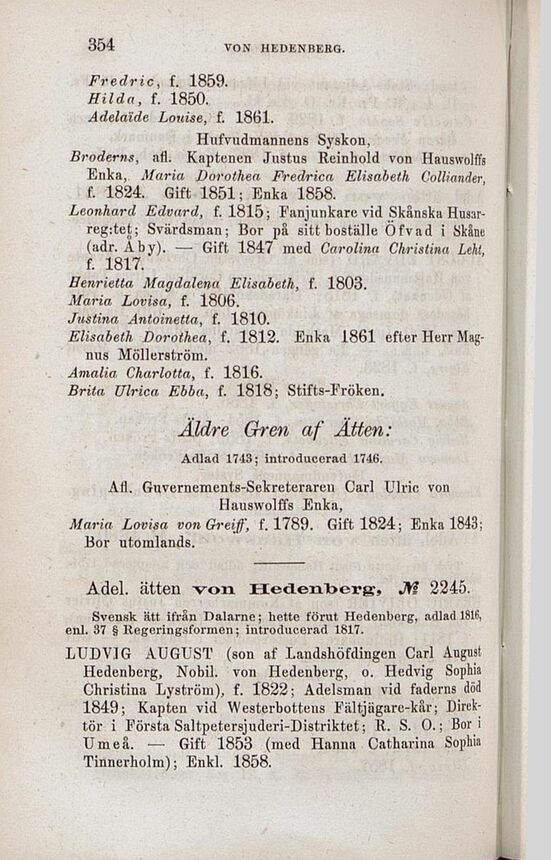 354
VON HEDENBERG.
Fredric, f. 1859.
Hilda, f. 1850.
Adelaïde Louise, f. 1861.
Hufvudmannens Syskon,
Broderns, afl. Kaptenen Justus Reinhold von Hauswolffs
Enka, Maria Dorothea Fredrica Elisabeth Colliander,
f. 1824. Gift 1851; Enka 1858.
Leonhard Edvard, f. 1815; Fanjunkare vid Skånska Husar-
reg:tet; Svärdsman; Bor på sitt boställe Öfvad i Skåne
(adr. Åby). — Gift 1847 med Carolina Christina Leht,
f. 1817.
Henrietta Magdalena Elisabeth, f. 1803.
Maria Lovisa, f. 1806.
Justina Antoinetta, f. 1810.
Elisabeth Dorothea, f. 1812. Enka 1861 efter Herr Mag-
nus Möllerström.
Amalia Charlotta, f. 1816.
Brita Ulrica Ebba, f. 1818; Stifts-Fröken.
Äldre Gren af Ätten:
Adlad 1743; introducerad 1746.
Afl. Guvernements-Sekreteraren Carl Ulric von
Hauswolffs Enka,
Maria Lovisa von Greiff, f. 1789. Gift 1824; Enka 1843;
Bor utomlands.
Adel. ätten von Hedenberg, № 2245.
Svensk ätt ifrån Dalarne; hette förut Hedenberg, adlad 1816,
enl. 37 § Regeringsformen; introducerad 1817.
LUDVIG AUGUST (son af Landshöfdingen Carl August
Hedenberg, Nobil. von Hedenberg, o. Hedvig Sophia
Christina Lyström), f. 1822; Adelsman vid faderns död
1849; Kapten vid Westerbottens Fältjägare-kår; Direk-
tör i Första Saltpetersjuderi-Distriktet; R. S. O.; Bor i
Umeå. — Gift 1853 (med Hanna Catharina Sophia
Tinnerholm); Enkl. 1858.